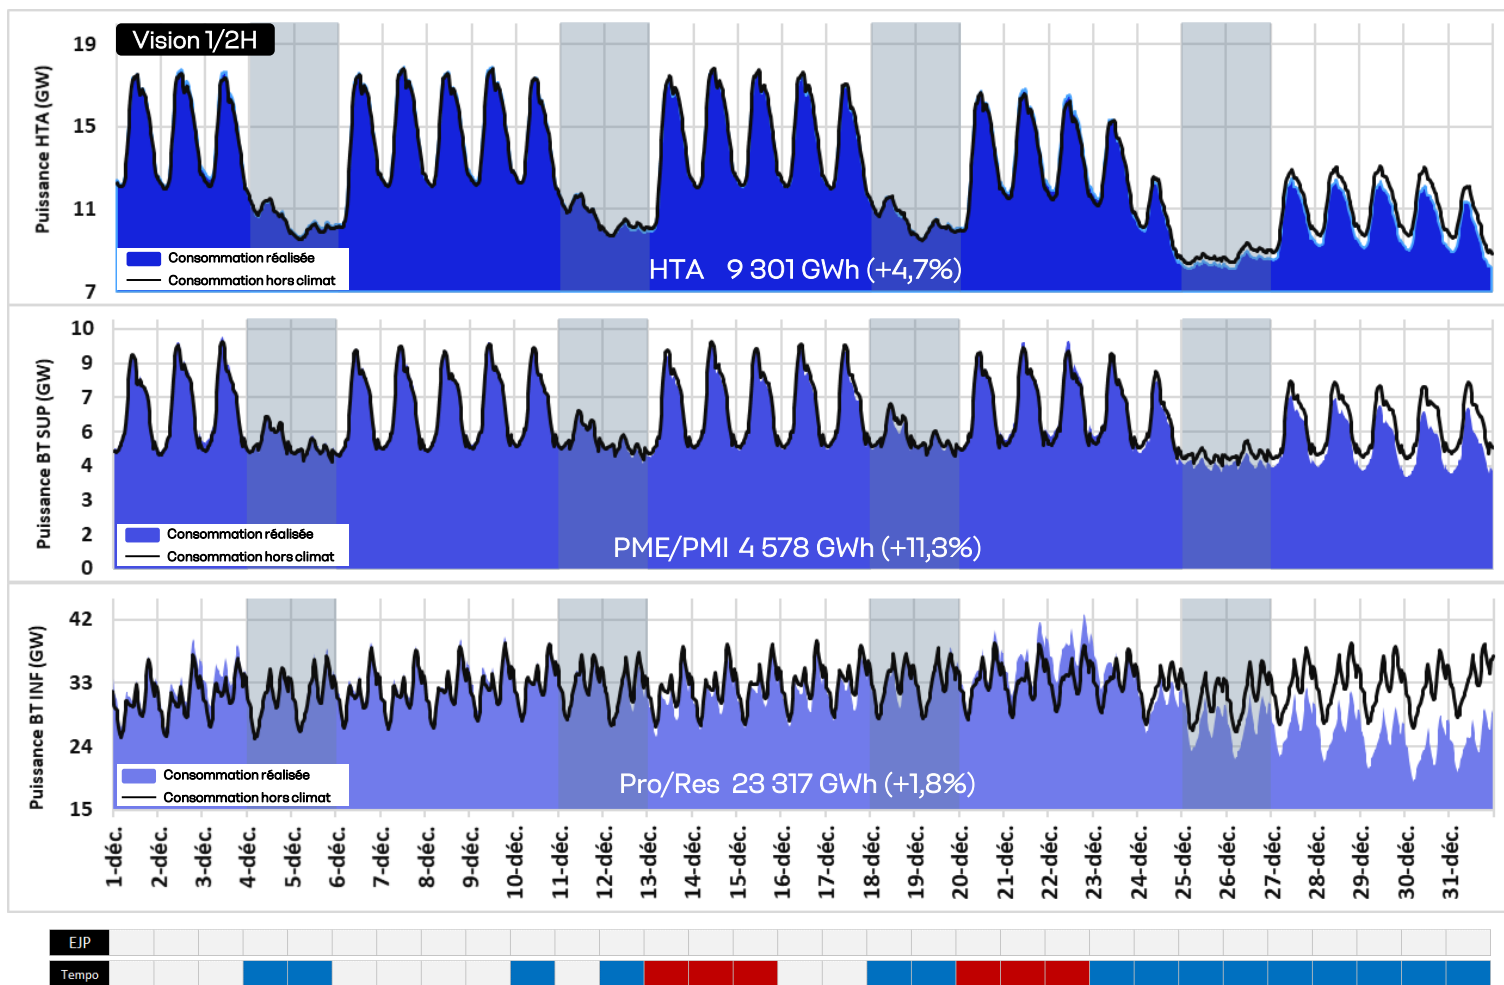 Vision 1/2H
Puissance HTA (GW)
19
15
11
7
Consommation réalisée
Consommation hors climat
HTA 9 301 GWh (+4,7%)
Puissance BT SUP (GW)
10
9
7
6
4
3
2
0
Consommation réalisée
Consommation hors climat
PME/PMI 4 578 GWh (+11,3%)
Puissance BT INF (GW)
42
33
24
15
Consommation réalisée
Consommation hors climat
Pro/Res 23 317 GWh (+1,8%)
1-déc.
2-déc.
3-déc.
4-déc.
5-déc.
6-déc.
7-déc.
8-déc.
9-déc.
10-déc.
11-déc.
12-déc.
13-déc.
14-déc.
15-déc.
16-déc.
17-déc.
18-déc.
19-déc.
20-déc.
21-déc.
22-déc.
23-déc.
24-déc.
25-déc.
26-déc.
27-déc.
28-déc.
29-déc.
30-déc.
31-déc.
EJP
Tempo